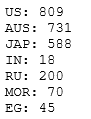 US: 809
AUS: 731
JAP: 588
IN: 18
RU: 200
MOR: 70
EG: 45